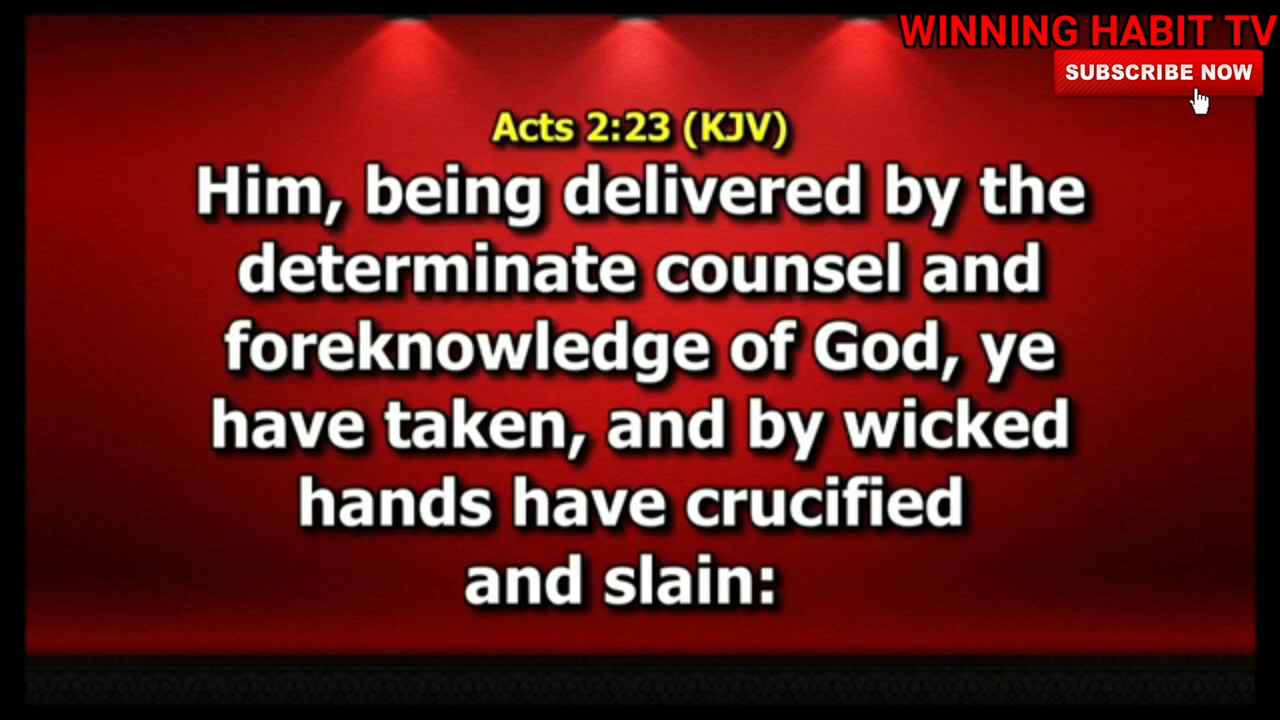 WINNING HABIT TV
SUBSCRIBE NOW
Acts 2:23 (KJV)
Him, being delivered by the
determinate counsel and
foreknowledge of God, ye
have taken, and by wicked
hands have crucified
and slain: